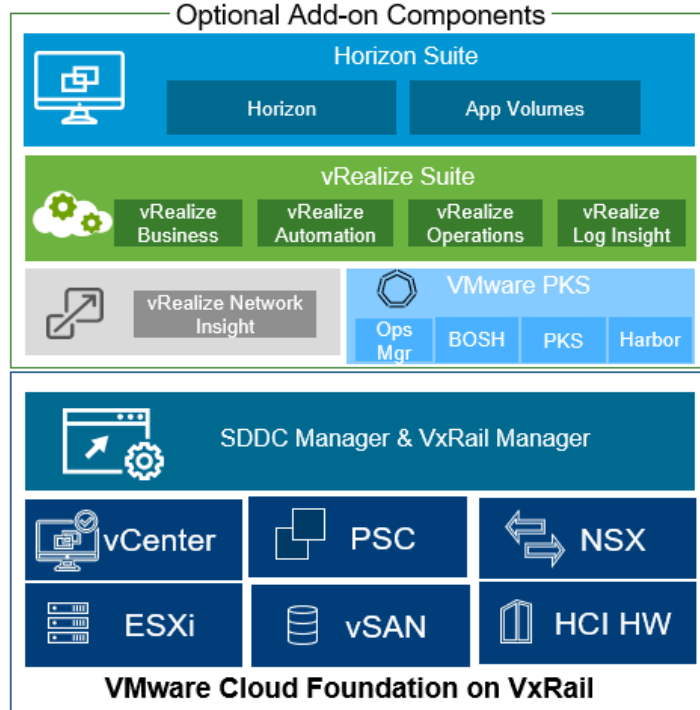 Optional Add-on Components
Horizon Suite
Horizon
App Volumes
vRealize Suite
vRealize
Business
vRealize
Automation
vRealize
Operations
vRealize
Log Insight
vRealize Network
Insight
VMware PKS
Ops
Mgr
BOSH
PKS
Harbor
SDDC Manager & VxRail Manager
vCenter
PSC
NSX
ESXi
vSAN
HCI HW
VMware Cloud Foundation on VxRail